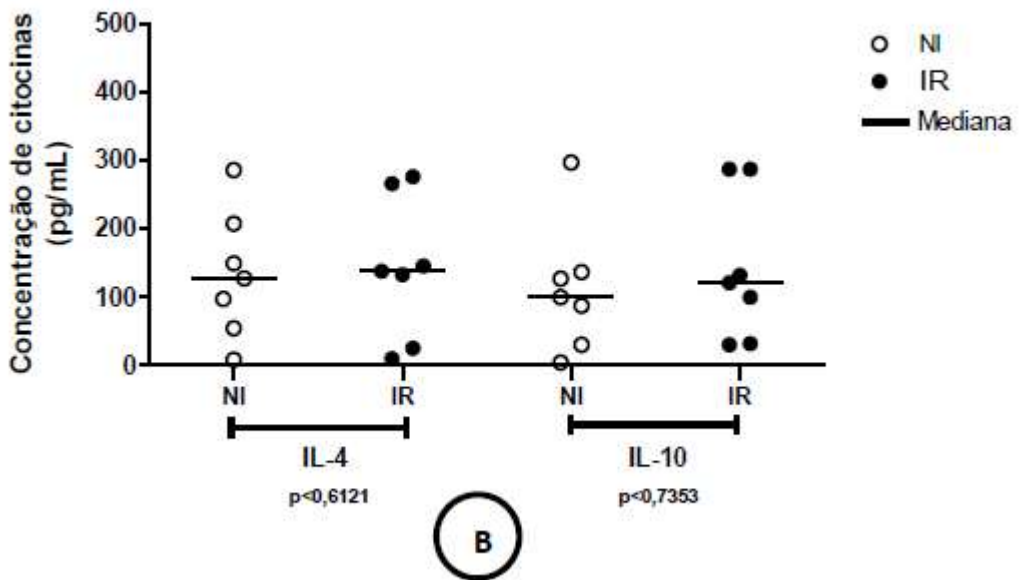 Concentração de citocinas
(pg/mL)
500
400
300
200
100
0
NI
IR
Mediana
NI
IR
NI
IR
IL-4
IL-10
p<0,6121
p<0,7353
B